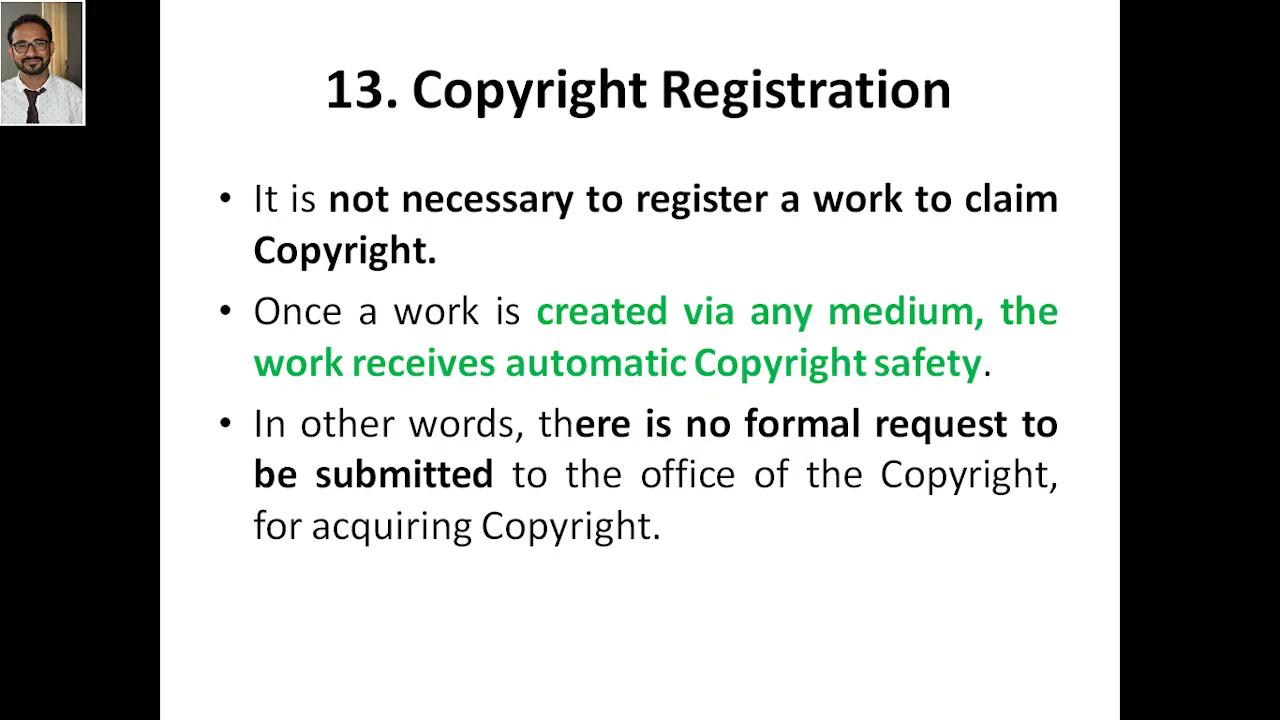 13. Copyright Registration
• It is not necessary to register a work to claim
Copyright.
• Once a work is created via any medium, the
work receives automatic Copyright safety.
• In other words, there is no formal request to
be submitted to the office of the Copyright,
for acquiring Copyright.